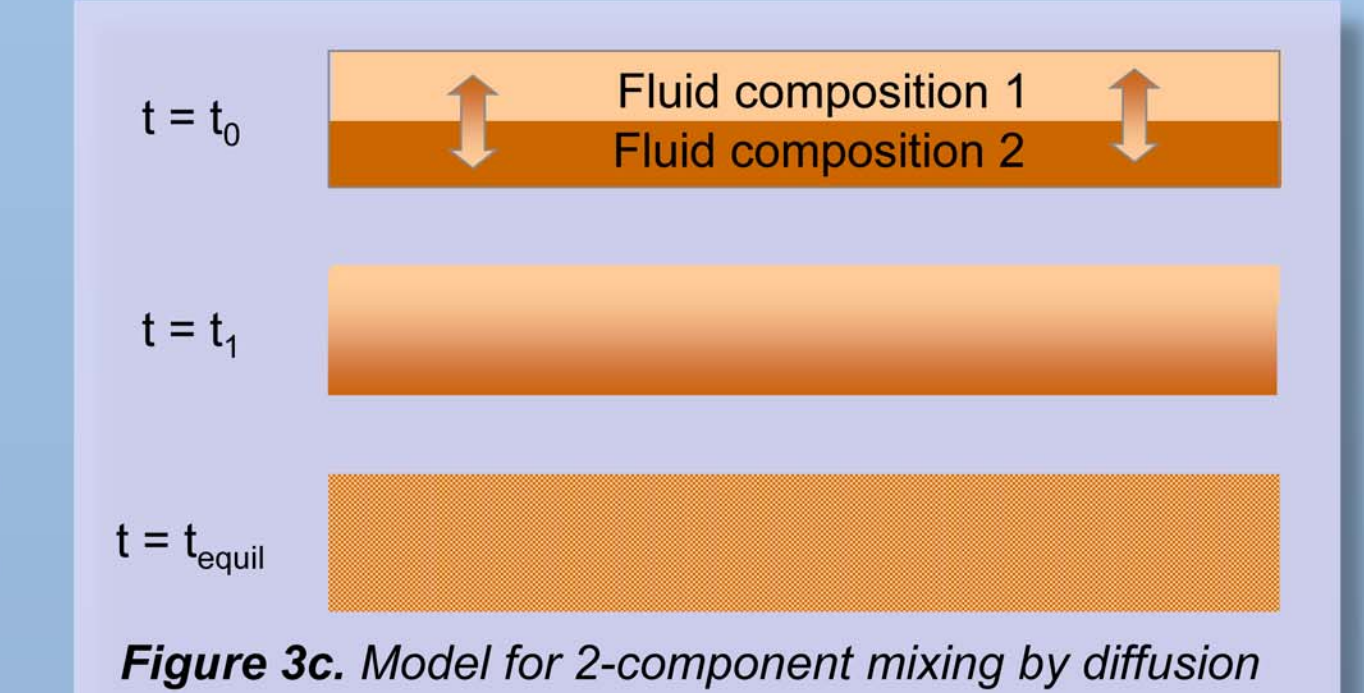 t = t₀
Fluid composition 1
Fluid composition 2
t = t₁
t = tₑquil
Figure 3c. Model for 2-component mixing by diffusion